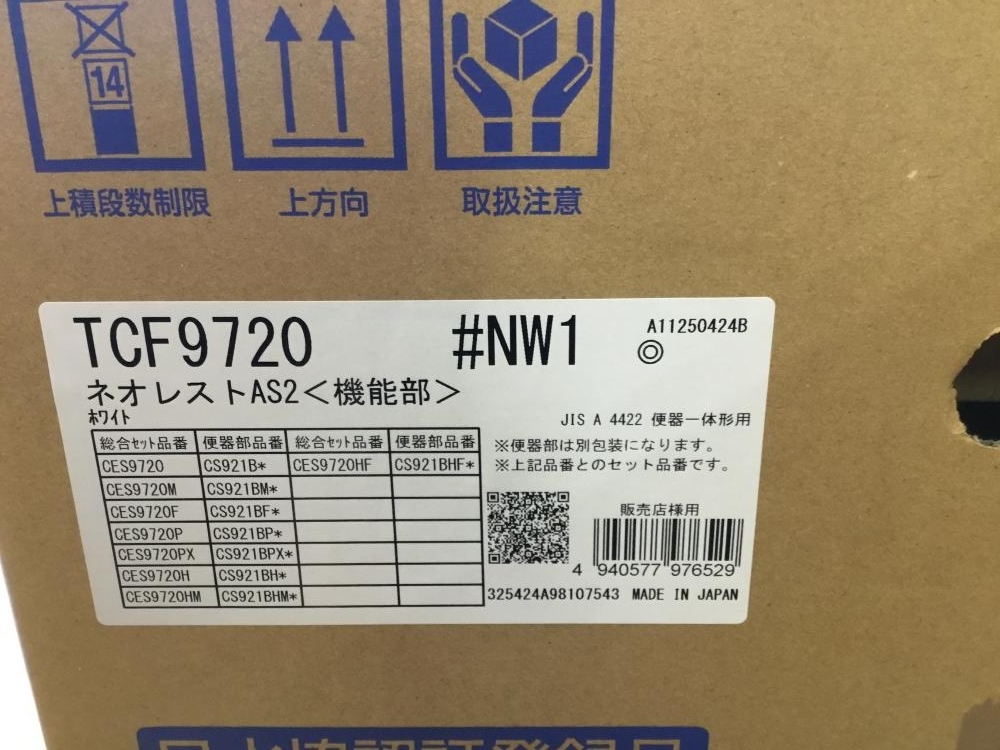 14
上積段数制限 上方向 取扱注意
TCF9720 #NW1 A11250424B
ネオレストAS2＜機能部＞ ◎
ホワイト
JIS A 4422 便器一体形用
総合ｾｯﾄ品番 便器部品番 総合ｾｯﾄ品番 便器部品番
CES9720 CS921B* CES9720HF CS921BHF*
CES9720M CS921BM*
CES9720F CS921BF*
CES9720P CS921BP*
CES9720PX CS921BPX*
CES9720H CS921BH*
CES9720HM CS921BHM*
※便器部は別包装になります。
※上記品番とのセット品番です。
販売店様用
4 940577 976529
325424A98107543 MADE IN JAPAN